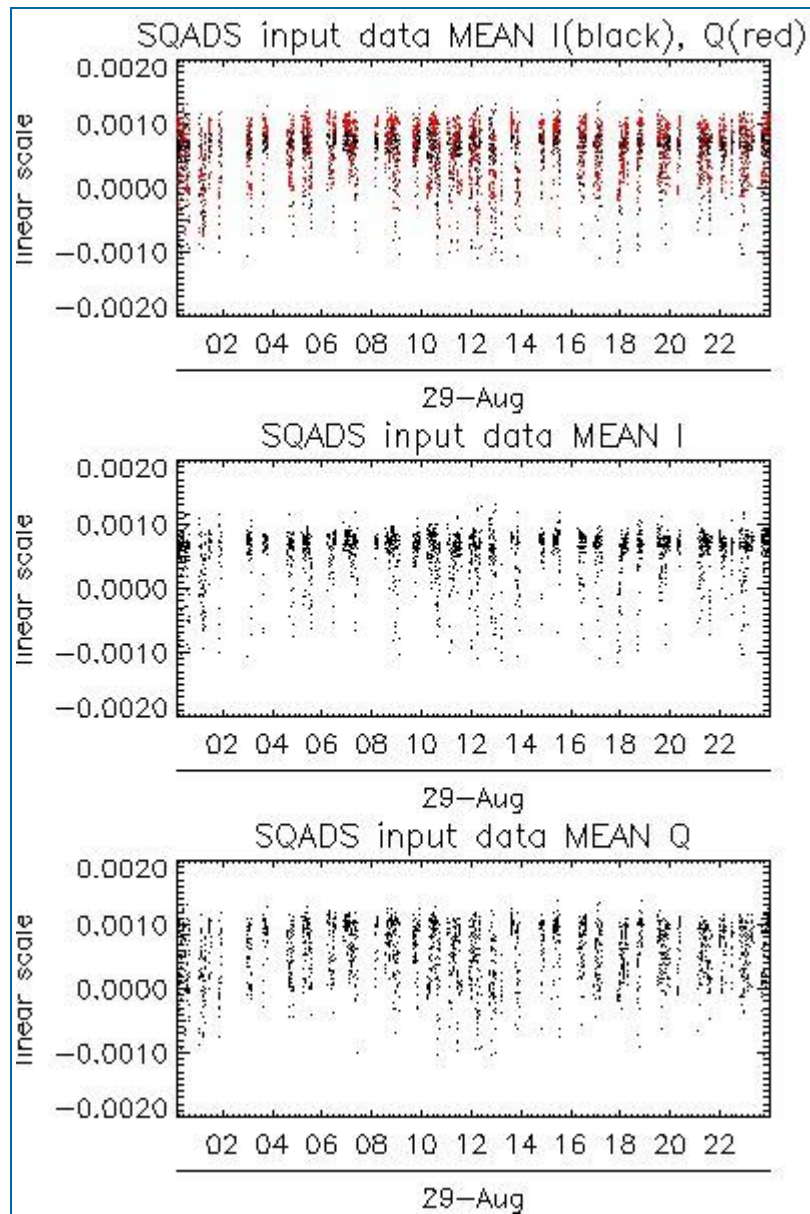 SQADS input data MEAN I(black), Q(red)
0.0020
0.0010
0.0000
−0.0010
−0.0020
linear scale
02 04 06 08 10 12 14 16 18 20 22
29−Aug
SQADS input data MEAN I
0.0020
0.0010
0.0000
−0.0010
−0.0020
linear scale
02 04 06 08 10 12 14 16 18 20 22
29−Aug
SQADS input data MEAN Q
0.0020
0.0010
0.0000
−0.0010
−0.0020
linear scale
02 04 06 08 10 12 14 16 18 20 22
29−Aug